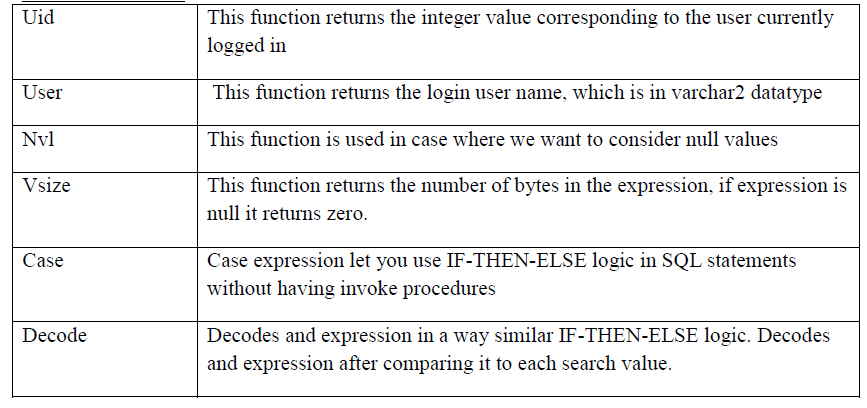 Uid
This function returns the integer value corresponding to the user currently
logged in
User
This function returns the login user name, which is in varchar2 datatype
Nvl
This function is used in case where we want to consider null values
Vsize
This function returns the number of bytes in the expression, if expression is
null it returns zero.
Case
Case expression let you use IF-THEN-ELSE logic in SQL statements
without having invoke procedures
Decode
Decodes and expression in a way similar IF-THEN-ELSE logic. Decodes
and expression after comparing it to each search value.